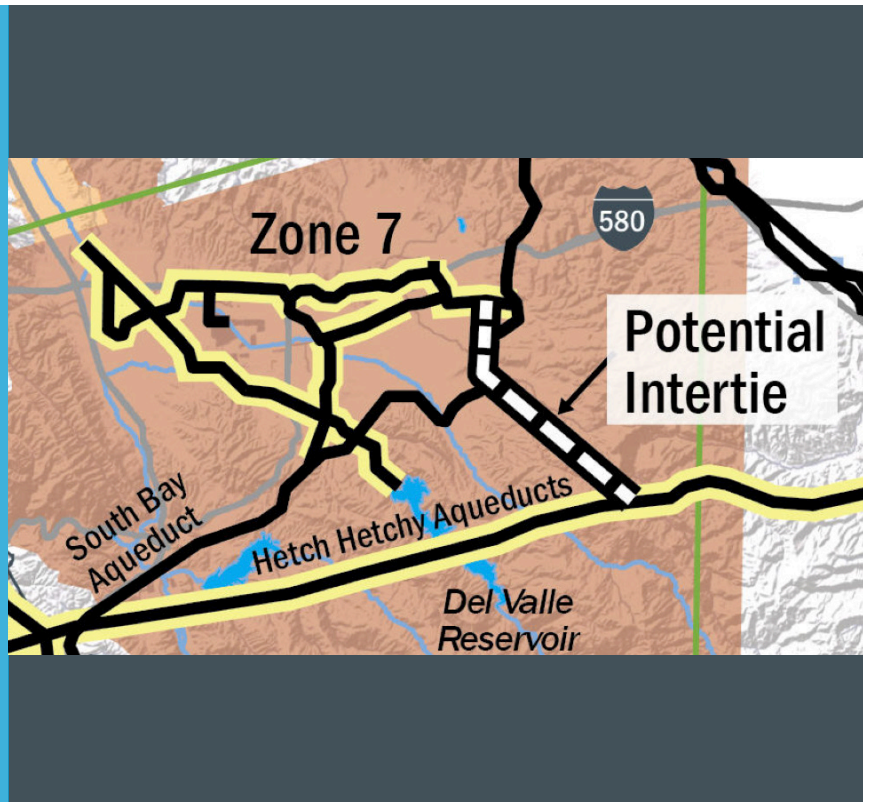 Zone 7
580
Potential
Intertie
South Bay
Aqueduct
Hetch Hetchy Aqueducts
Del Valle
Reservoir